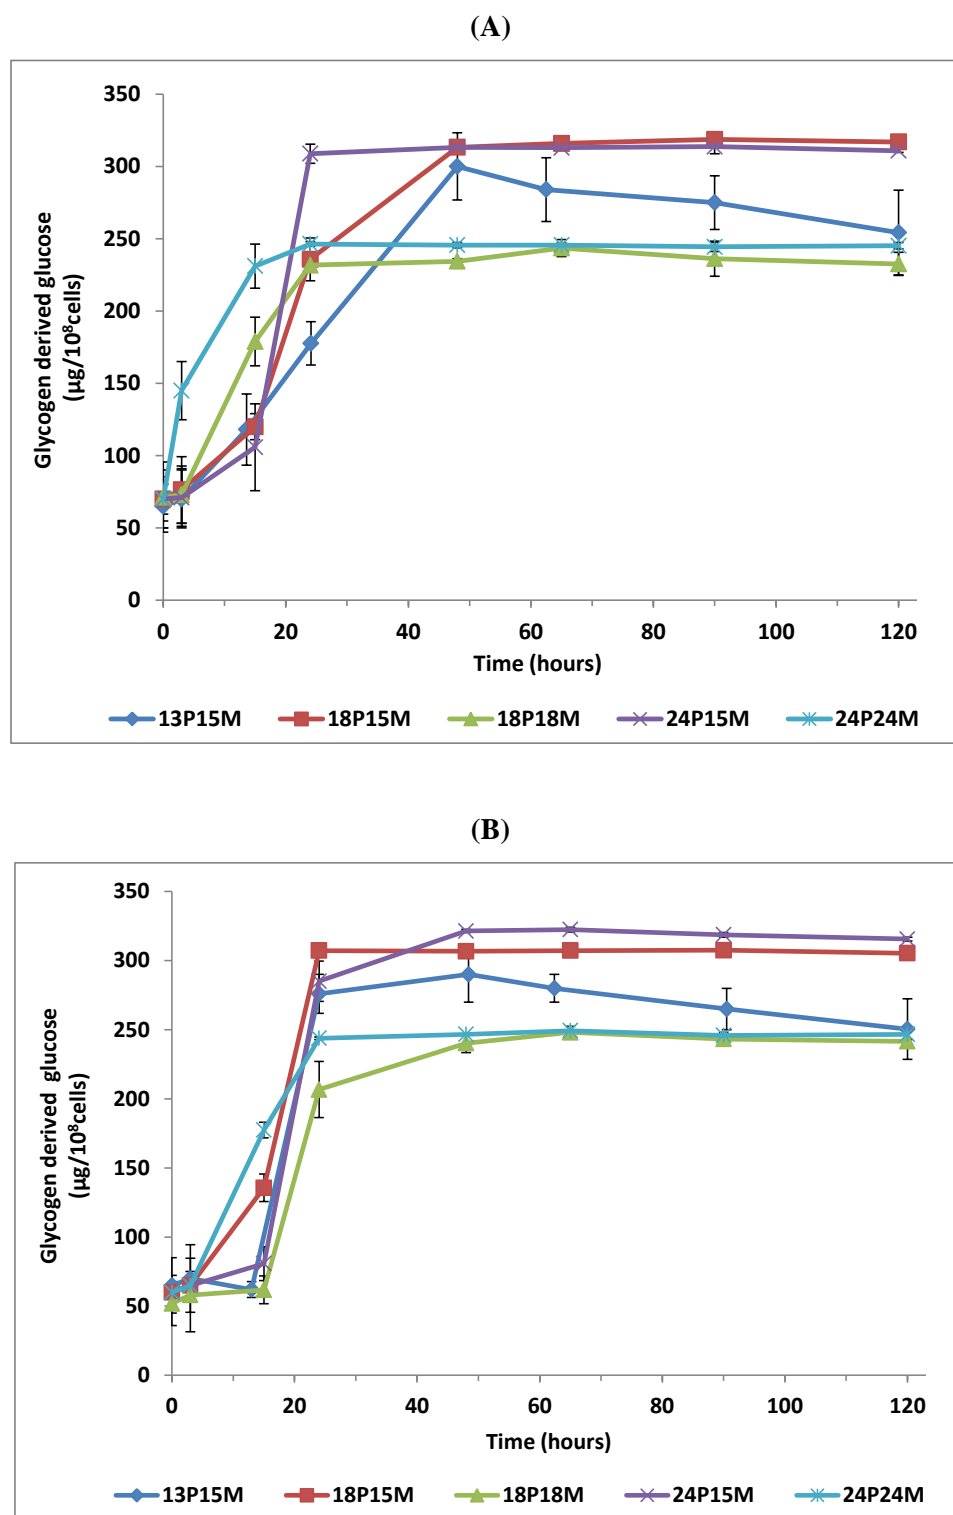 (A)
350
300
250
200
150
100
50
0
Glycogen derived glucose
(µg/10⁸cells)
0 20 40 60 80 100 120
Time (hours)
13P15M 18P15M 18P18M 24P15M 24P24M
(B)
350
300
250
200
150
100
50
0
Glycogen derived glucose
(µg/10⁸cells)
0 20 40 60 80 100 120
Time (hours)
13P15M 18P15M 18P18M 24P15M 24P24M